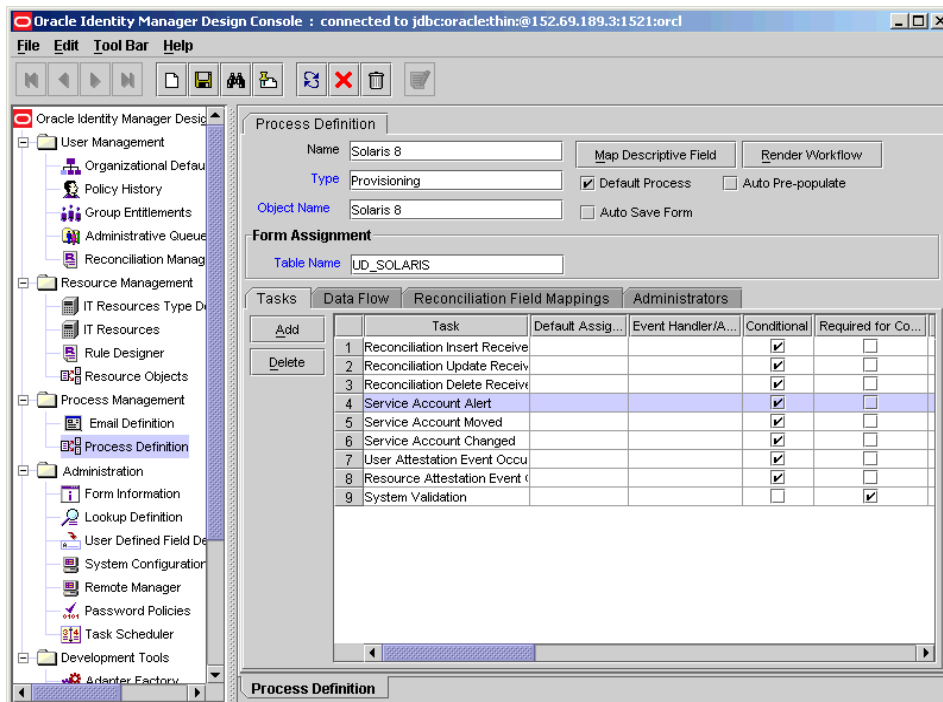 Oracle Identity Manager Design Console : connected to jdbc:oracle:thin:@152.69.189.3:1521:orcl
File Edit Tool Bar Help
Oracle Identity Manager Desig
User Management
Organizational Defau
Policy History
Group Entitlements
Administrative Queue
Reconciliation Manag
Resource Management
IT Resources Type D
IT Resources
Rule Designer
Resource Objects
Process Management
Email Definition
Process Definition
Administration
Form Information
Lookup Definition
User Defined Field De
System Configuration
Remote Manager
Password Policies
Task Scheduler
Development Tools
Adapter Factory
Process Definition
Name Solaris 8 Map Descriptive Field Render Workflow
Type Provisioning Default Process Auto Pre-populate
Object Name Solaris 8 Auto Save Form
Form Assignment
Table Name UD_SOLARIS
Tasks Data Flow Reconciliation Field Mappings Administrators
Add
Delete
Task Default Assig... Event Handler/A... Conditional Required for Co...
1 Reconciliation Insert Receive
2 Reconciliation Update Receiv
3 Reconciliation Delete Receive
4 Service Account Alert
5 Service Account Moved
6 Service Account Changed
7 User Attestation Event Occu
8 Resource Attestation Event
9 System Validation
Process Definition